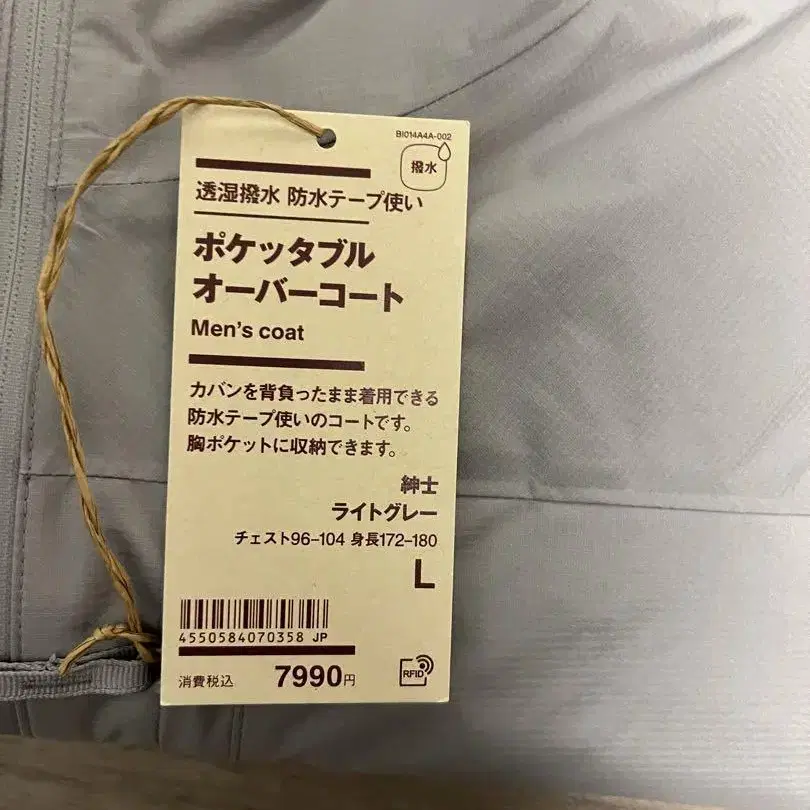 BI014A4A-002
撥水
透湿撥水 防水テープ使い
ポケッタブル
オーバーコート
Men's coat
カバンを背負ったまま着用できる
防水テープ使いのコートです。
胸ポケットに収納できます。
紳士
ライトグレー
チェスト96-104 身長172-180
L
4550584070358 JP
消費税込 7990円
RFID